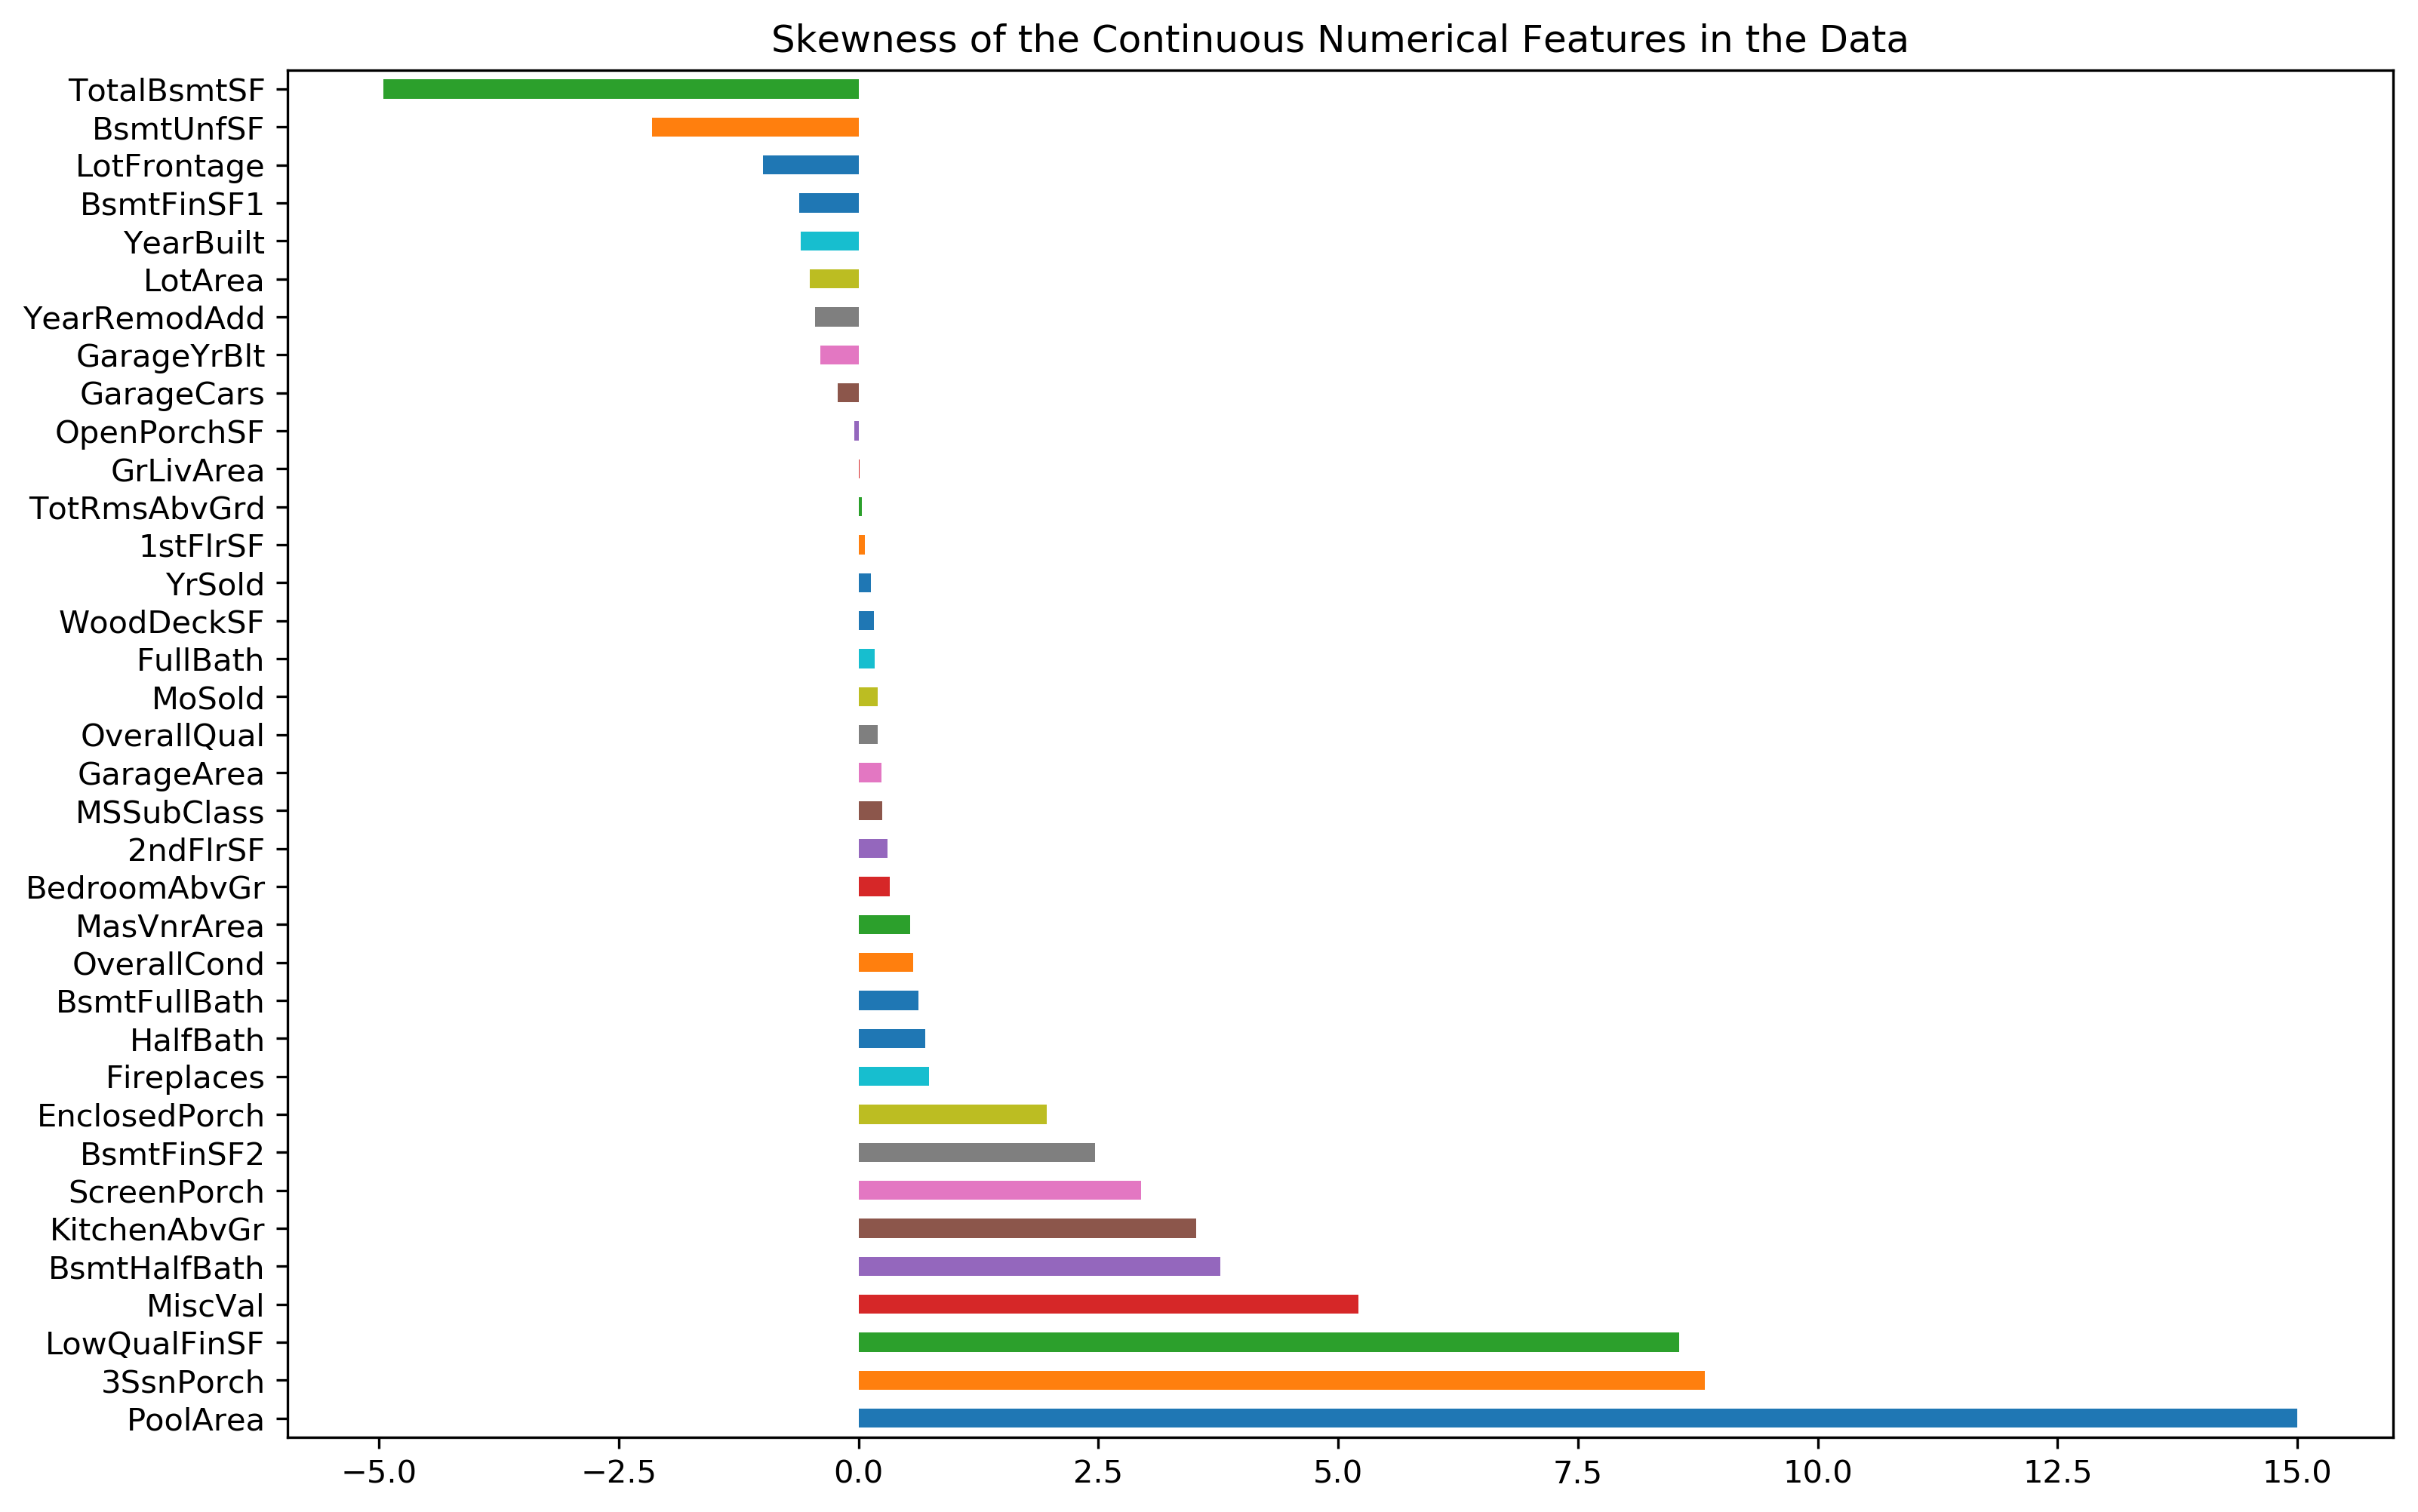 Skewness of the Continuous Numerical Features in the Data
TotalBsmtSF
BsmtUnfSF
LotFrontage
BsmtFinSF1
YearBuilt
LotArea
YearRemodAdd
GarageYrBlt
GarageCars
OpenPorchSF
GrLivArea
TotRmsAbvGrd
1stFlrSF
YrSold
WoodDeckSF
FullBath
MoSold
OverallQual
GarageArea
MSSubClass
2ndFlrSF
BedroomAbvGr
MasVnrArea
OverallCond
BsmtFullBath
HalfBath
Fireplaces
EnclosedPorch
BsmtFinSF2
ScreenPorch
KitchenAbvGr
BsmtHalfBath
MiscVal
LowQualFinSF
3SsnPorch
PoolArea
−5.0 −2.5 0.0 2.5 5.0 7.5 10.0 12.5 15.0